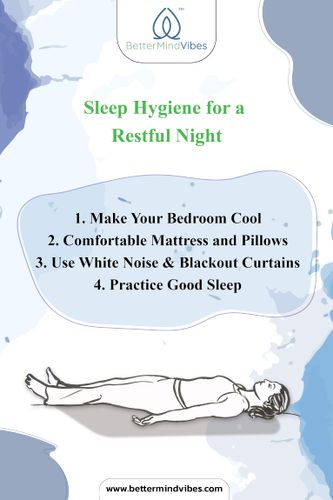 BetterMindVibes™
Sleep Hygiene for a
Restful Night
1. Make Your Bedroom Cool
2. Comfortable Mattress and Pillows
3. Use White Noise & Blackout Curtains
4. Practice Good Sleep
www.bettermindvibes.com